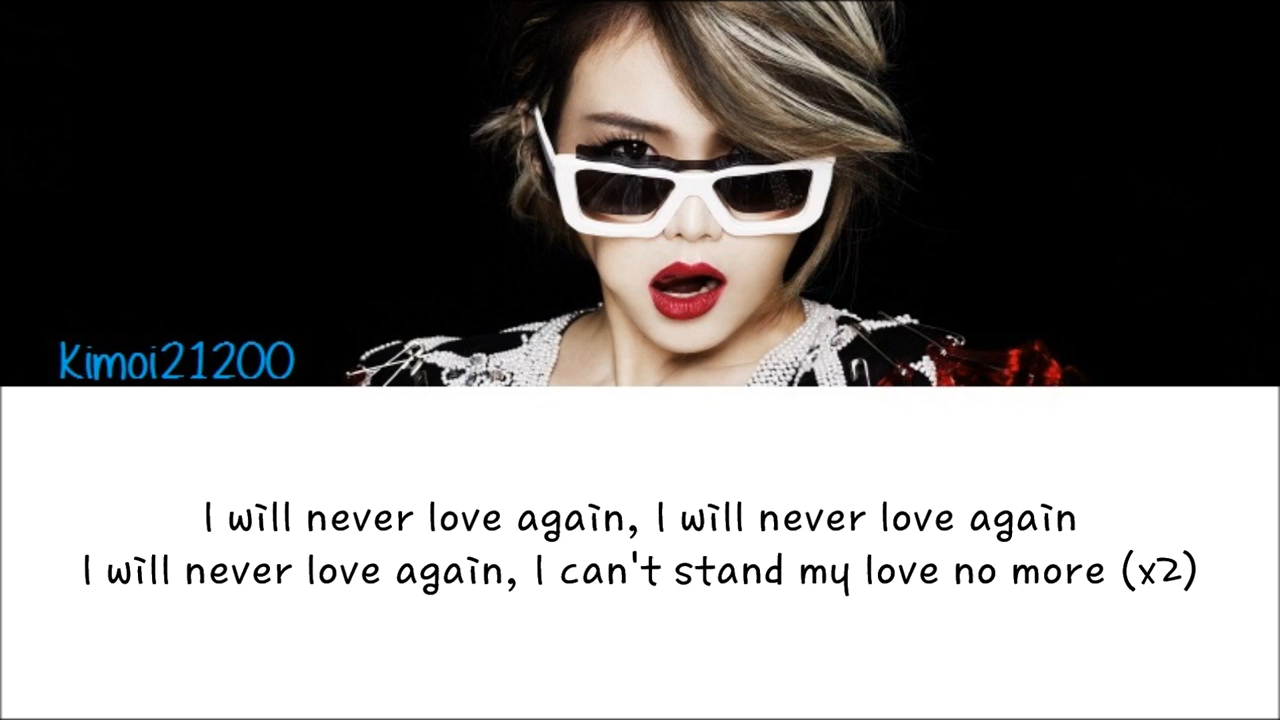 Kimoi21200
I will never love again, I will never love again
I will never love again, I can't stand my love no more (x2)